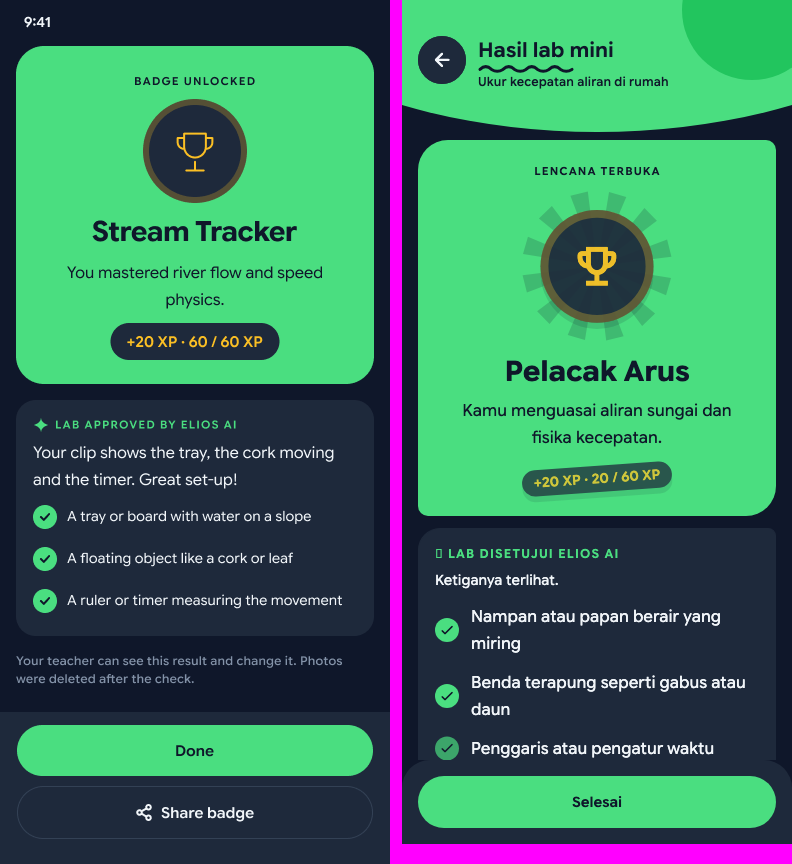 9:41
BADGE UNLOCKED
Stream Tracker
You mastered river flow and speed
physics.
+20 XP · 60 / 60 XP
LAB APPROVED BY ELIOS AI
Your clip shows the tray, the cork moving
and the timer. Great set-up!
A tray or board with water on a slope
A floating object like a cork or leaf
A ruler or timer measuring the movement
Your teacher can see this result and change it. Photos
were deleted after the check.
Done
Share badge
Hasil lab mini
Ukur kecepatan aliran di rumah
LENCANA TERBUKA
Pelacak Arus
Kamu menguasai aliran sungai dan
fisika kecepatan.
+20 XP · 20 / 60 XP
LAB DISETUJUI ELIOS AI
Ketiganya terlihat.
Nampan atau papan berair yang
miring
Benda terapung seperti gabus atau
daun
Penggaris atau pengatur waktu
Selesai